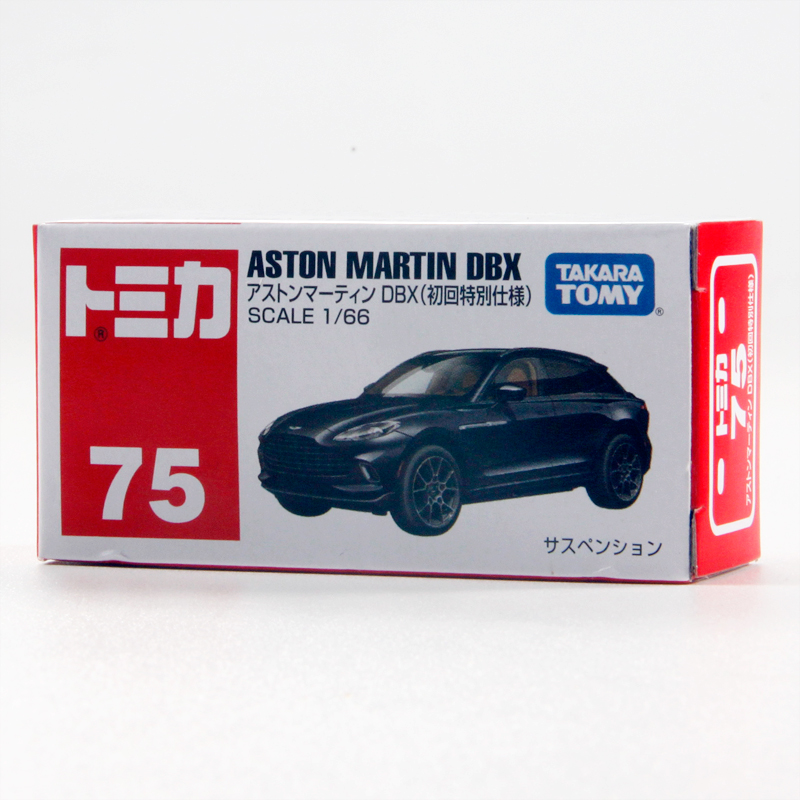 トミカ
®
75
ASTON MARTIN DBX
アストンマーティン DBX(初回特別仕様)
SCALE 1/66
TAKARA
TOMY
®
サスペンション
トミカ
75
アストンマーティン DBX(初回特別仕様)